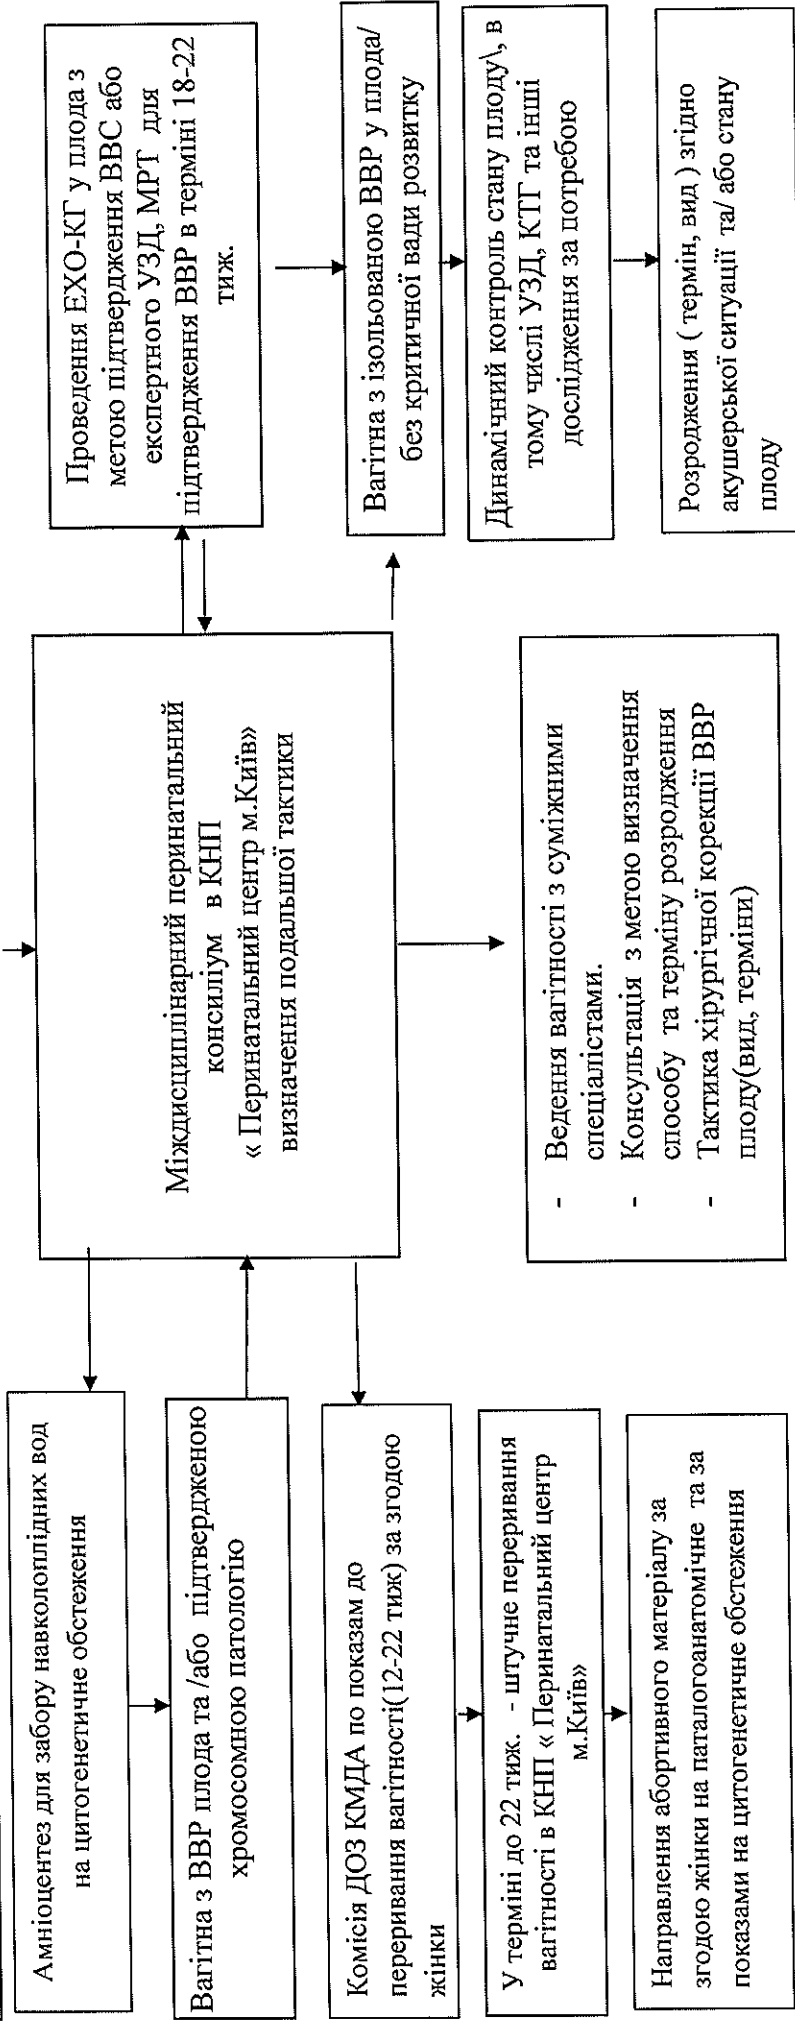 Амніоцентез для забору навколоплідних вод
на цитогенетичне обстеження
Вагітна з ВВР плода та /або підтвердженою
хромосомною патологію
Комісія ДОЗ КМДА по показам до
переривання вагітності(12-22 тиж) за згодою
жінки
У терміні до 22 тиж. - штучне переривання
вагітності в КНП « Перинатальний центр
м.Київ»
Направлення абортивного матеріалу за
згодою жінки на паталогоанатомічне та за
показами на цитогенетичне обстеження
Міждисциплінарний перинатальний
консиліум в КНП
« Перинатальний центр м.Київ»
визначення подальшої тактики
- Ведення вагітності з суміжними
спеціалістами.
- Консультація з метою визначення
способу та терміну розродження
- Тактика хірургічної корекції ВВР
плоду(вид, терміни)
Проведення ЕХО-КГ у плода з
метою підтвердження ВВС або
експертного УЗД, МРТ для
підтвердження ВВР в терміні 18-22
тиж.
Вагітна з ізольованою ВВР у плода/
без критичної вади розвитку
Динамічний контроль стану плоду\, в
тому числі УЗД, КТГ та інші
дослідження за потребою
Розродження ( термін, вид ) згідно
акушерської ситуації та/ або стану
плоду